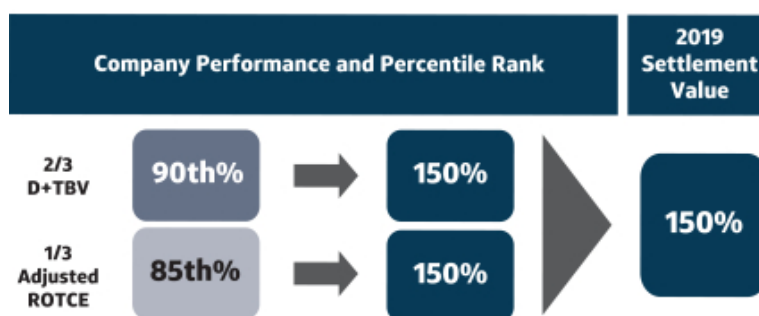 Company Performance and Percentile Rank
2019
Settlement
Value
2/3
D+TBV
90th%
150%
1/3
Adjusted
ROTCE
85th%
150%
150%